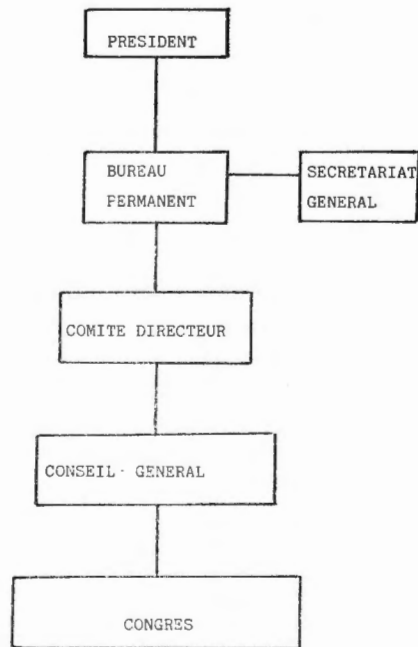 PRESIDENT
BUREAU
PERMANENT
SECRETARIAT
GENERAL
COMITE DIRECTEUR
CONSEIL GENERAL
CONGRES